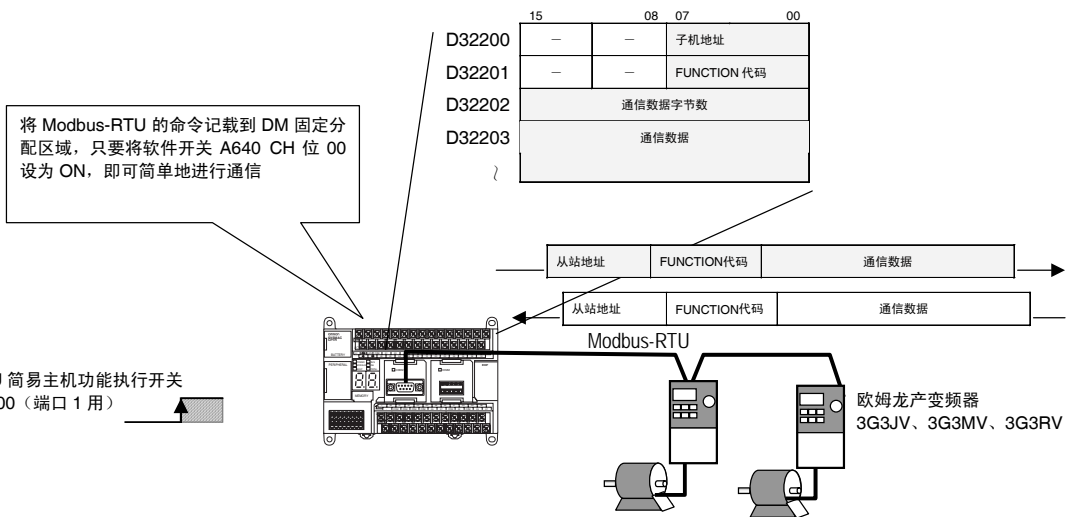 15 08 07 00
D32200 － － 子机地址
D32201 － － FUNCTION 代码
D32202 通信数据字节数
D32203 通信数据
～
将 Modbus-RTU 的命令记载到 DM 固定分
配区域，只要将软件开关 A640 CH 位 00
设为 ON，即可简单地进行通信
从站地址 FUNCTION代码 通信数据
从站地址 FUNCTION代码 通信数据
Modbus-RTU
简易主机功能执行开关
00（端口 1 用）
欧姆龙产变频器
3G3JV、3G3MV、3G3RV